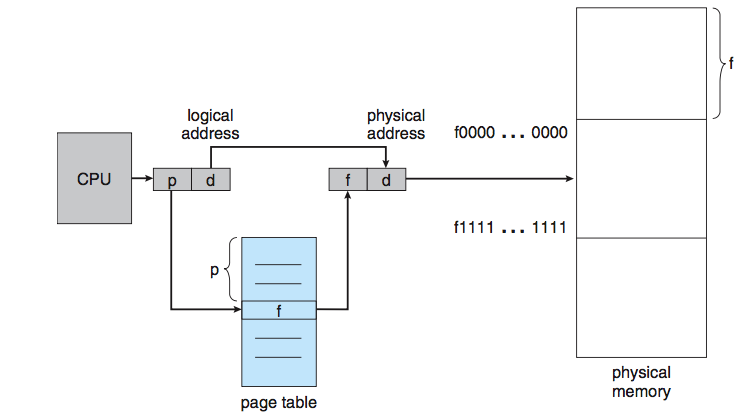 logical
address
physical
address
f0000 ... 0000
f
CPU
p d
f d
f1111 ... 1111
p
f
page table
physical
memory